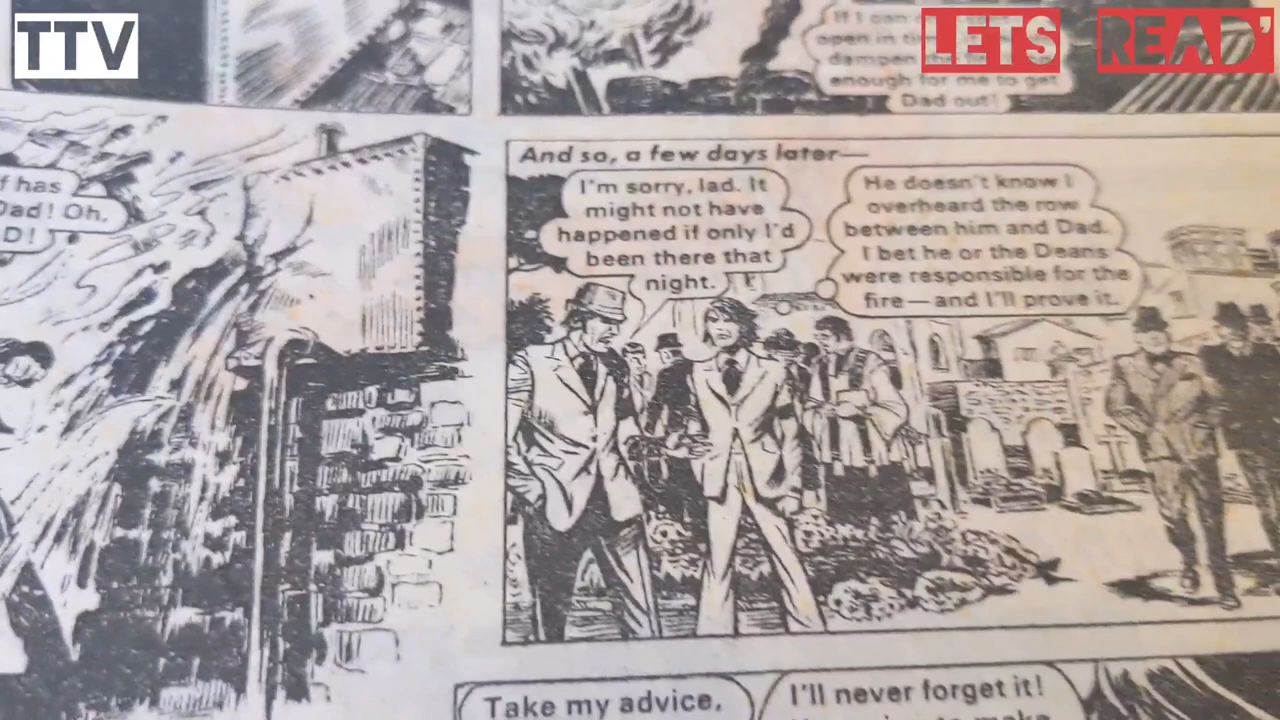 TTV
LETS READ'
If I can
open in
dampen
enough for me to get
Dad out!
f has
Dad! Oh,
D!
And so, a few days later—
I'm sorry, lad. It
might not have
happened if only I'd
been there that
night.
He doesn't know I
overheard the row
between him and Dad.
I bet he or the Deans
were responsible for the
fire—and I'll prove it.
Take my advice,
I'll never forget it!